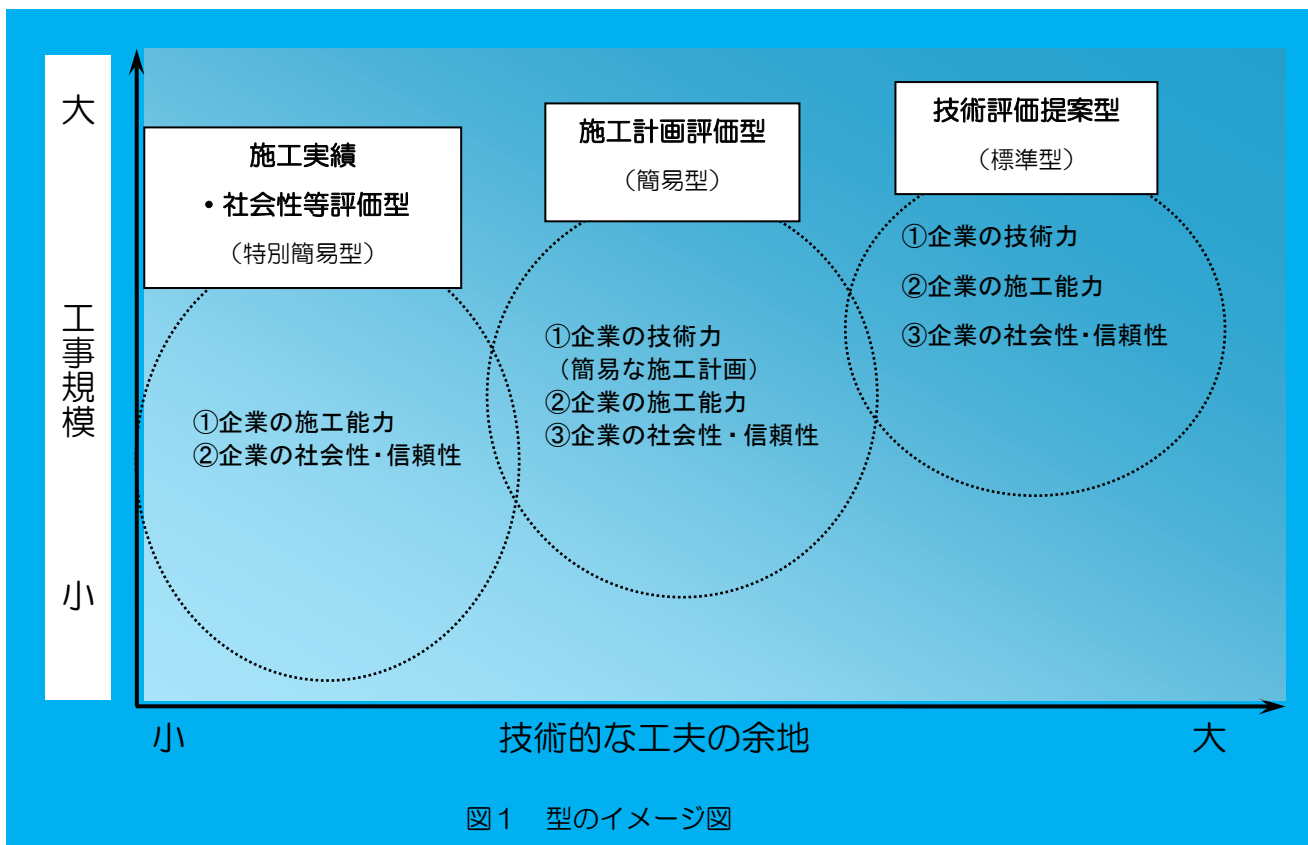 大
工事規模
小
施工実績
・社会性等評価型
（特別簡易型）
①企業の施工能力
②企業の社会性・信頼性
施工計画評価型
（簡易型）
①企業の技術力
（簡易な施工計画）
②企業の施工能力
③企業の社会性・信頼性
技術評価提案型
（標準型）
①企業の技術力
②企業の施工能力
③企業の社会性・信頼性
小
技術的な工夫の余地
大
図１　型のイメージ図